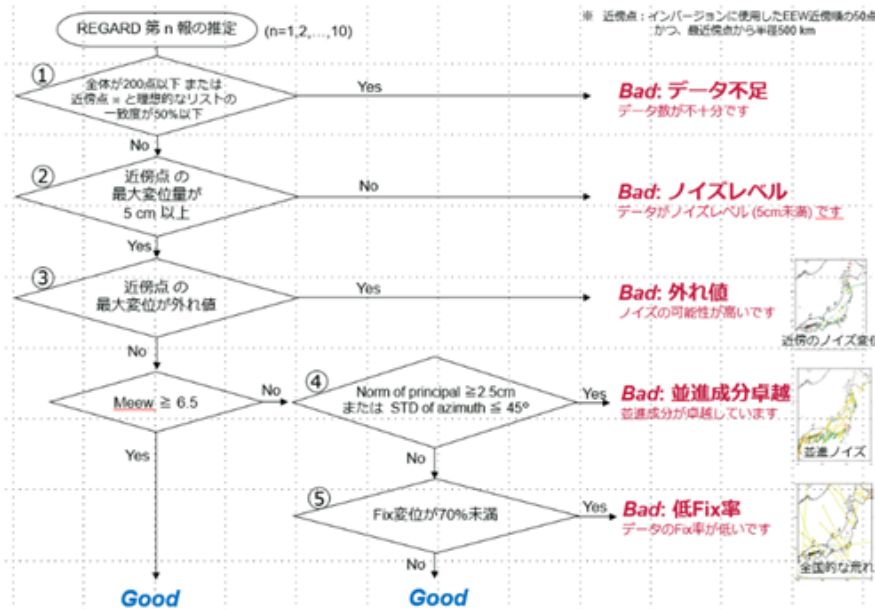 REGARD 第 n 報の推定
(n=1,2,…,10)
※ 近傍点：インバージョンに使用したEEW近傍順の50点
かつ、最近傍点から半径500 km
①
全体が200点以下 または
近傍点 ※ と理想的なリストの
一致度が50%以下
Yes
Bad: データ不足
データ数が不十分です
No
②
近傍点 の
最大変位量が
5 cm 以上
No
Bad: ノイズレベル
データがノイズレベル (5cm未満) です
Yes
③
近傍点 の
最大変位が外れ値
Yes
Bad: 外れ値
ノイズの可能性が高いです
近傍のノイズ変位
No
Meew ≧ 6.5
No
④
Norm of principal ≧2.5cm
または STD of azimuth ≦ 45º
Yes
Bad: 並進成分卓越
並進成分が卓越しています
並進ノイズ
Yes
No
⑤
Fix変位が70%未満
Yes
Bad: 低Fix率
データのFix率が低いです
全国的な荒れ
No
Good
Good